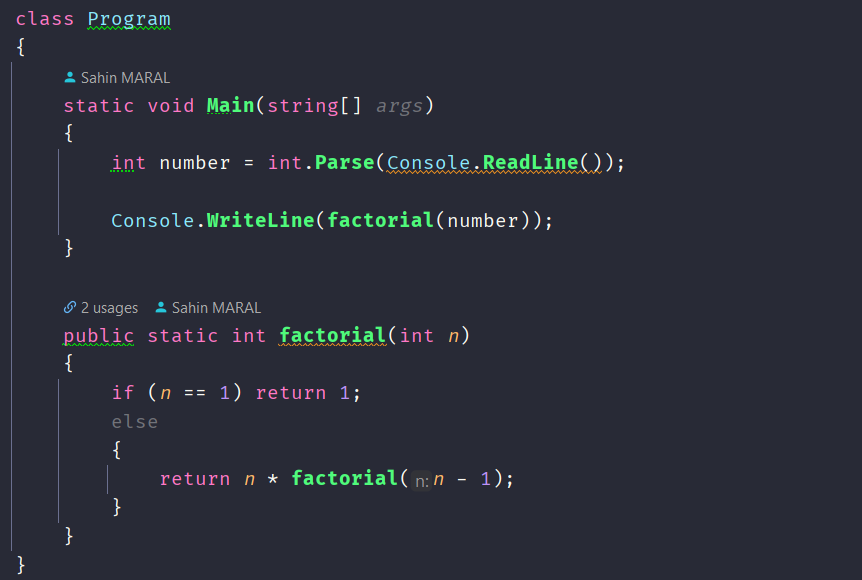 class Program
{
Sahin MARAL
static void Main(string[] args)
{
int number = int.Parse(Console.ReadLine());
Console.WriteLine(factorial(number));
}
2 usages Sahin MARAL
public static int factorial(int n)
{
if (n == 1) return 1;
else
{
return n * factorial( n: n - 1);
}
}
}